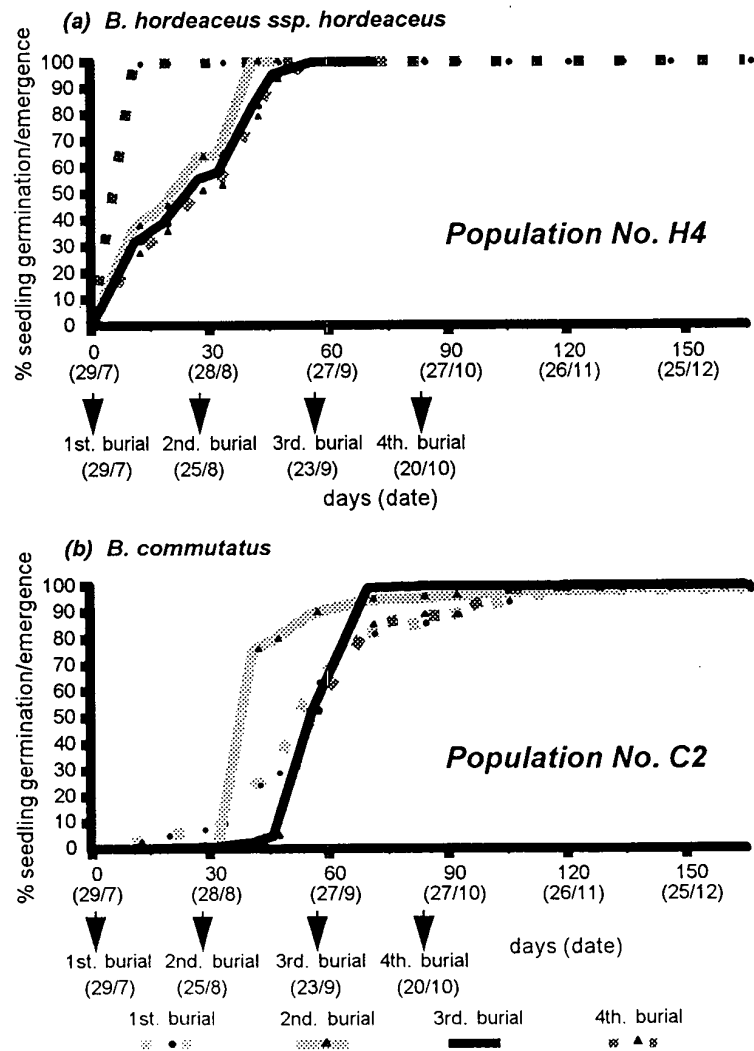 (a) B. hordeaceus ssp. hordeaceus
% seedling germination/emergence
100
90
80
70
60
50
40
30
20
10
0
Population No. H4
0 30 60 90 120 150
(29/7) (28/8) (27/9) (27/10) (26/11) (25/12)
1st. burial 2nd. burial 3rd. burial 4th. burial
(29/7) (25/8) (23/9) (20/10)
days (date)
(b) B. commutatus
% seedling germination/emergence
100
90
80
70
60
50
40
30
20
10
0
Population No. C2
0 30 60 90 120 150
(29/7) (28/8) (27/9) (27/10) (26/11) (25/12)
1st. burial 2nd. burial 3rd. burial 4th. burial
(29/7) (25/8) (23/9) (20/10)
days (date)
1st. burial 2nd. burial 3rd. burial 4th. burial